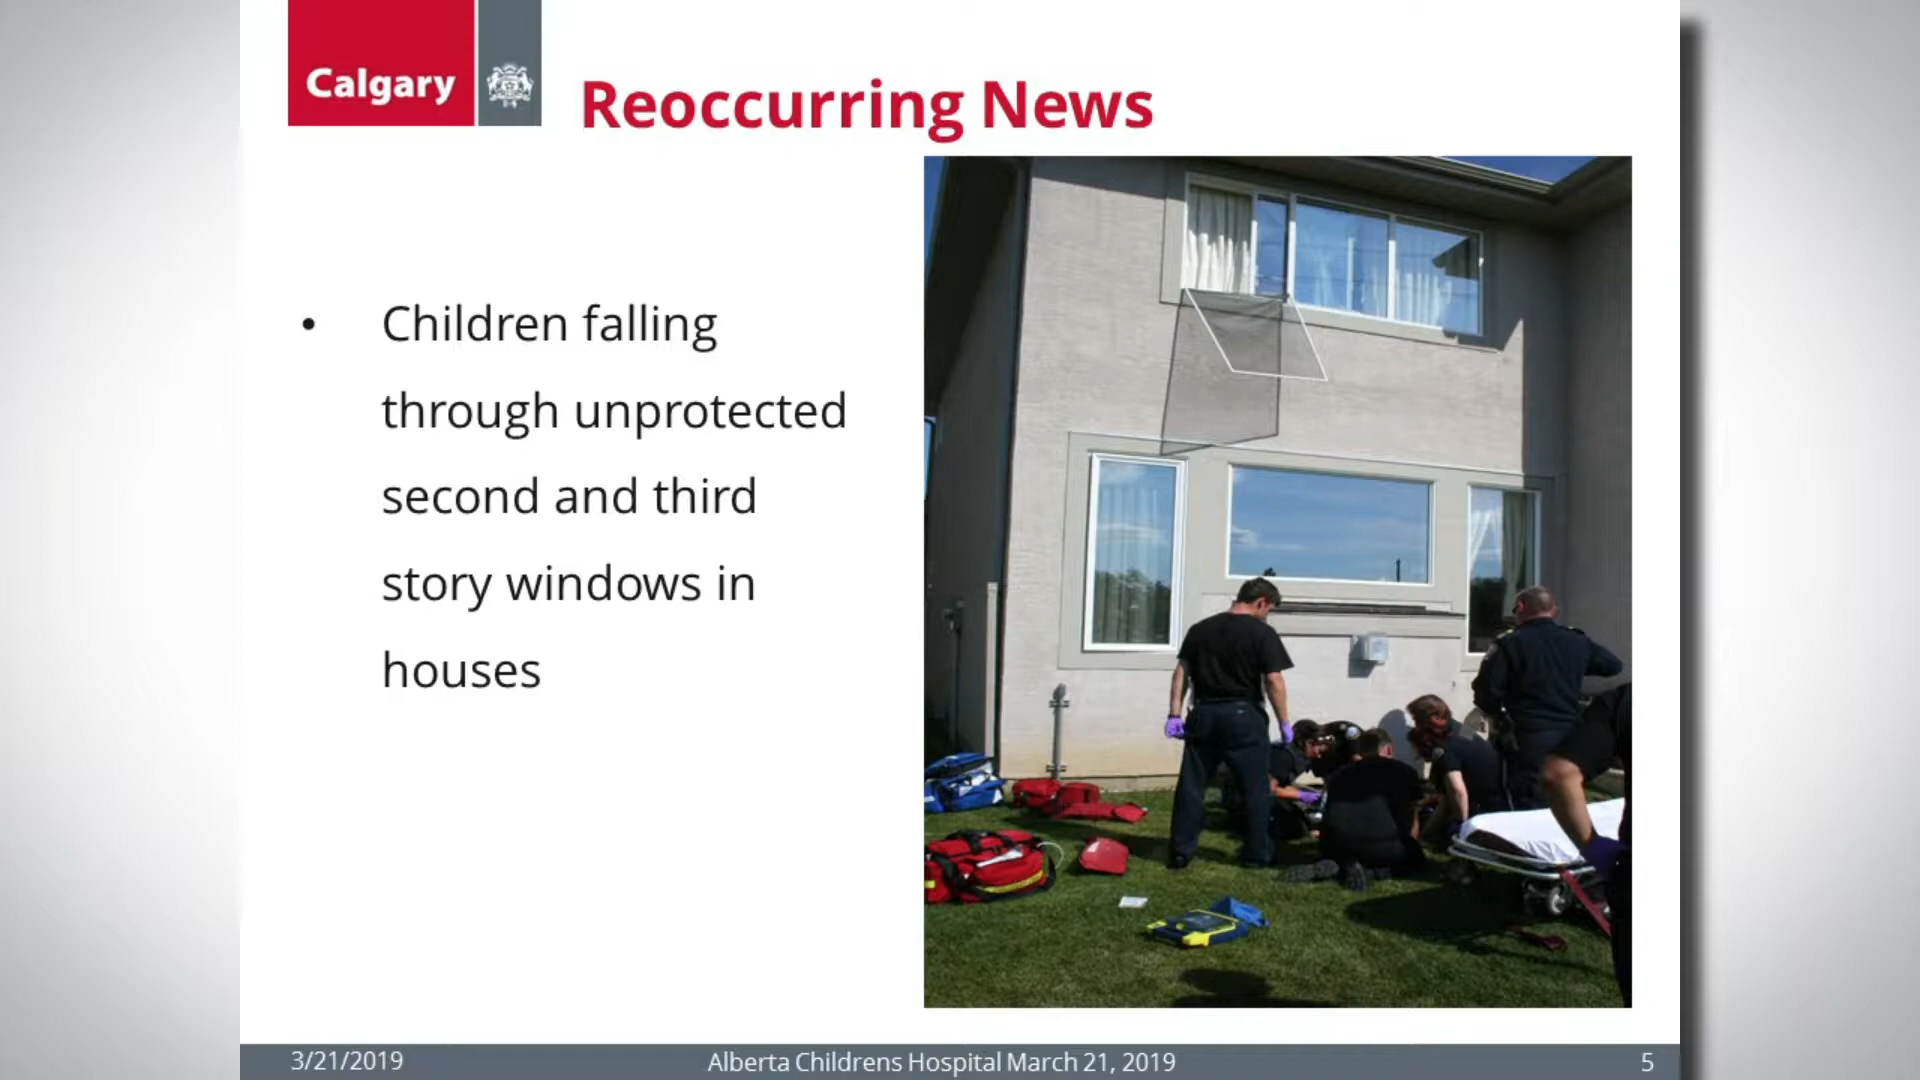 Calgary
Reoccurring News
• Children falling
through unprotected
second and third
story windows in
houses
3/21/2019
Alberta Childrens Hospital March 21, 2019
5